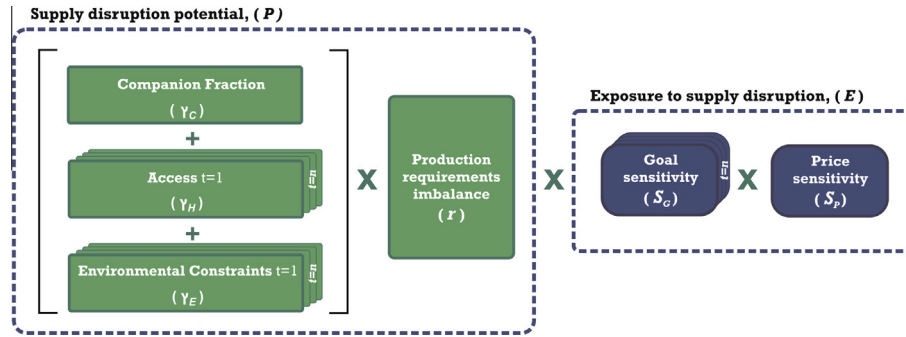 Supply disruption potential, (P)
Companion Fraction
(γC)
+
Access t=1
(γH)
t=n
+
Environmental Constraints t=1
(γE)
t=n
X
Production
requirements
imbalance
(r)
X
Exposure to supply disruption, (E)
Goal
sensitivity
(SG)
t=n
X
Price
sensitivity
(SP)